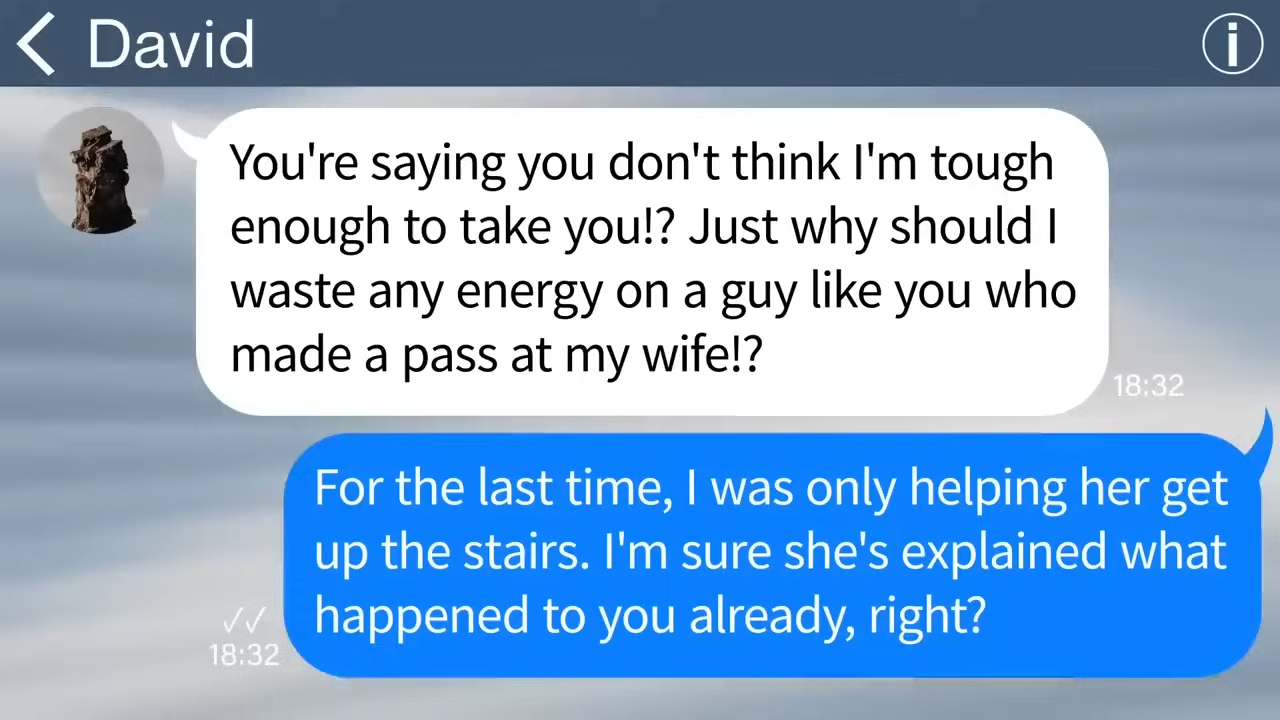 David
i
You're saying you don't think I'm tough
enough to take you!? Just why should I
waste any energy on a guy like you who
made a pass at my wife!?
18:32
For the last time, I was only helping her get
up the stairs. I'm sure she's explained what
happened to you already, right?
18:32